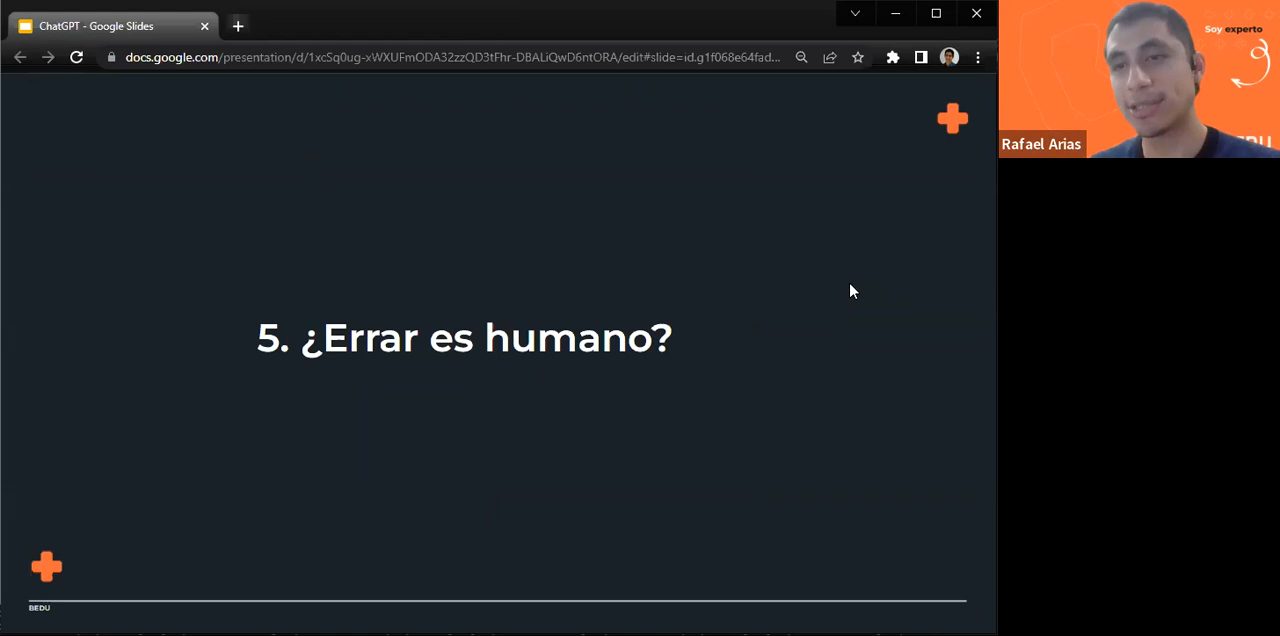 ChatGPT - Google Slides
docs.google.com/presentation/d/1xcSq0ug-xWXUFmODA32zzQD3tFhr-DBALiQwD6ntORA/edit#slide=id.g1f068e64fad...
Soy experto
Rafael Arias
5. ¿Errar es humano?
BEDU